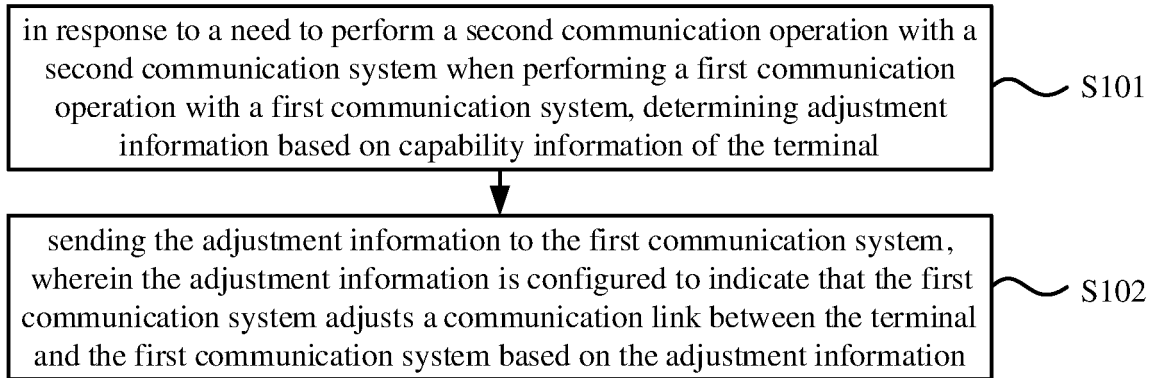 in response to a need to perform a second communication operation with a
second communication system when performing a first communication
operation with a first communication system, determining adjustment
information based on capability information of the terminal
S101
sending the adjustment information to the first communication system,
wherein the adjustment information is configured to indicate that the first
communication system adjusts a communication link between the terminal
and the first communication system based on the adjustment information
S102